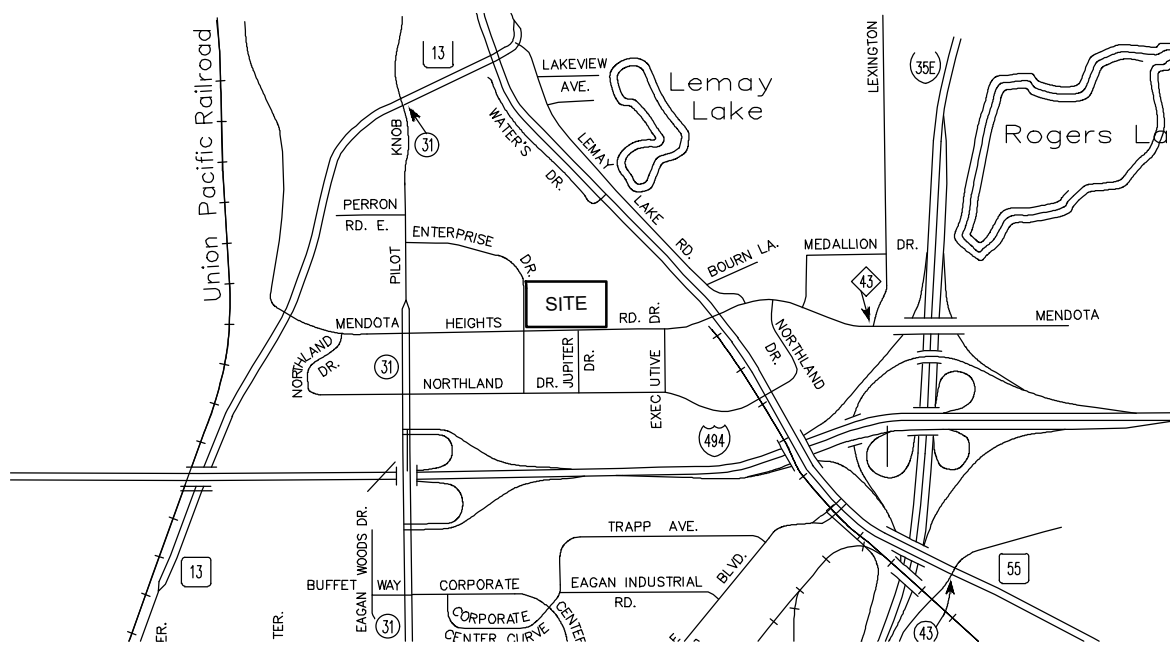 Union Pacific Railroad
13
KNOB
31
LAKEVIEW
AVE.
Lemay
Lake
LEXINGTON
35E
Rogers La
WATER'S
DR.
LEMAY
LAKE
RD.
PERRON
RD. E.
PILOT
ENTERPRISE
DR.
BOURN LA.
MEDALLION DR.
43
SITE
MENDOTA HEIGHTS RD.
MENDOTA
NORTHLAND
DR.
31
NORTHLAND DR.
JUPITER
DR.
EXECUTIVE DR.
NORTHLAND
DR.
494
TRAPP AVE.
EAGAN WOODS DR.
13
BUFFET WAY
CORPORATE
EAGAN INDUSTRIAL
RD.
BLVD.
55
CORPORATE
CENTER CURVE
CENTER
31
43
ER.
TER.